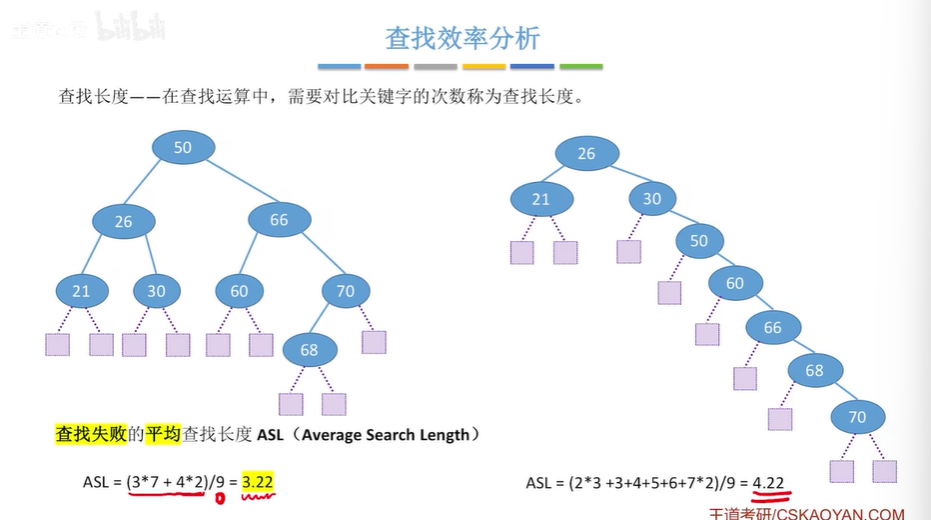 bilibili
查找效率分析
查找长度——在查找运算中，需要对比关键字的次数称为查找长度。
50
26
66
21
30
60
70
68
26
21
30
50
60
66
68
70
查找失败的平均查找长度 ASL（Average Search Length）
ASL = (3*7 + 4*2)/9 = 3.22
ASL = (2*3 +3+4+5+6+7*2)/9 = 4.22
王道考研/CSKAOYAN.COM